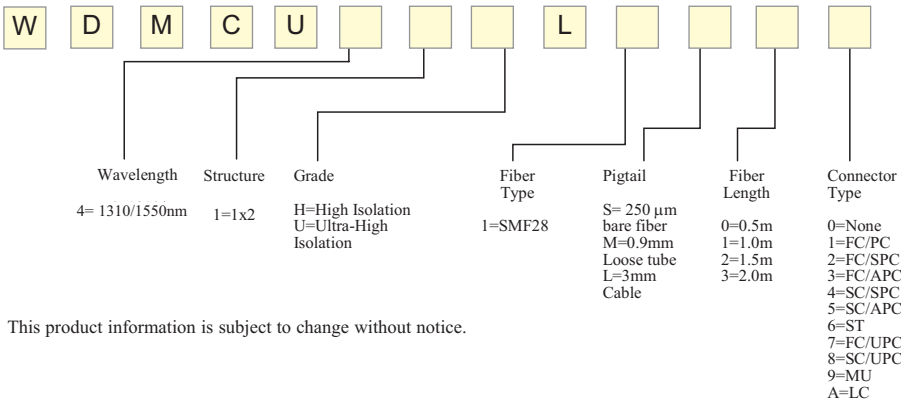 W D M C U L
Wavelength
4= 1310/1550nm
Structure
1=1x2
Grade
H=High Isolation
U=Ultra-High
Isolation
Fiber
Type
1=SMF28
Pigtail
S= 250 µm
bare fiber
M=0.9mm
Loose tube
L=3mm
Cable
Fiber
Length
0=0.5m
1=1.0m
2=1.5m
3=2.0m
Connector
Type
0=None
1=FC/PC
2=FC/SPC
3=FC/APC
4=SC/SPC
5=SC/APC
6=ST
7=FC/UPC
8=SC/UPC
9=MU
A=LC
This product information is subject to change without notice.